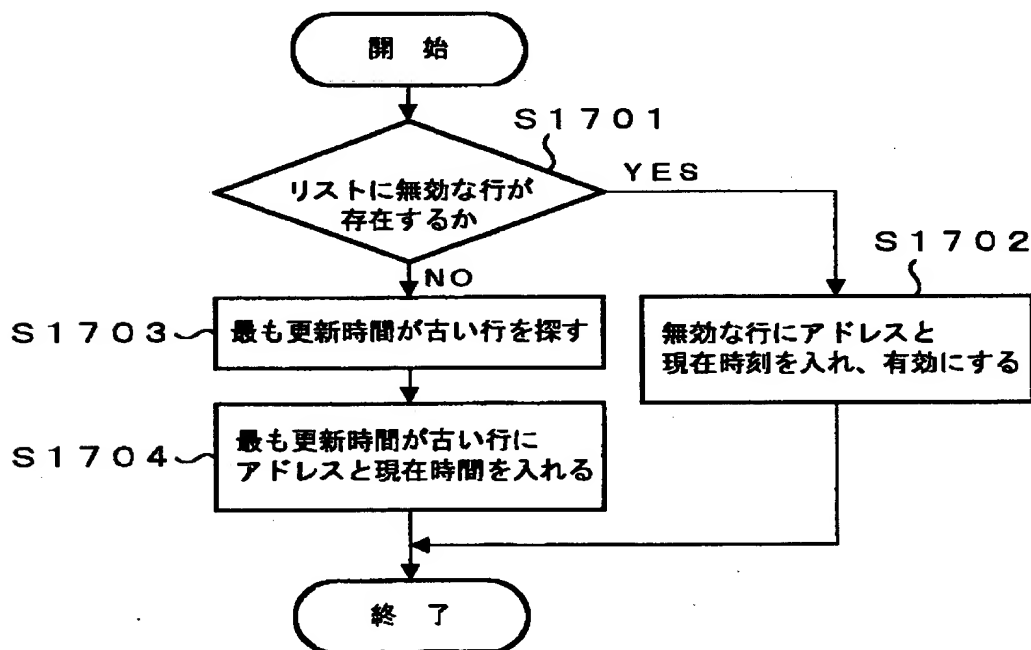 開 始
S1701
リストに無効な行が
存在するか
YES
NO
S1702
無効な行にアドレスと
現在時刻を入れ、有効にする
S1703
最も更新時間が古い行を探す
S1704
最も更新時間が古い行に
アドレスと現在時間を入れる
終 了